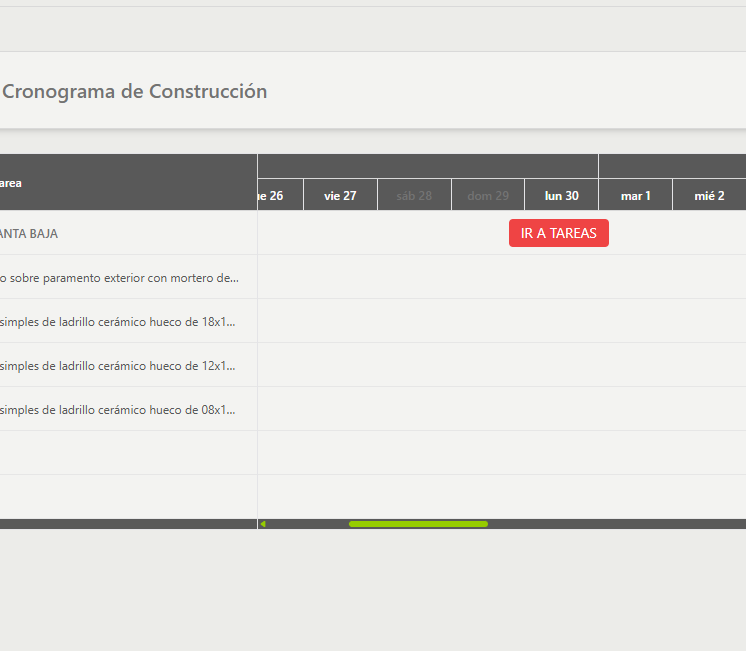 Cronograma de Construcción
area
ue 26 vie 27 sáb 28 dom 29 lun 30 mar 1 mié 2
ANTA BAJA
IR A TAREAS
o sobre paramento exterior con mortero de...
simples de ladrillo cerámico hueco de 18x1...
simples de ladrillo cerámico hueco de 12x1...
simples de ladrillo cerámico hueco de 08x1...